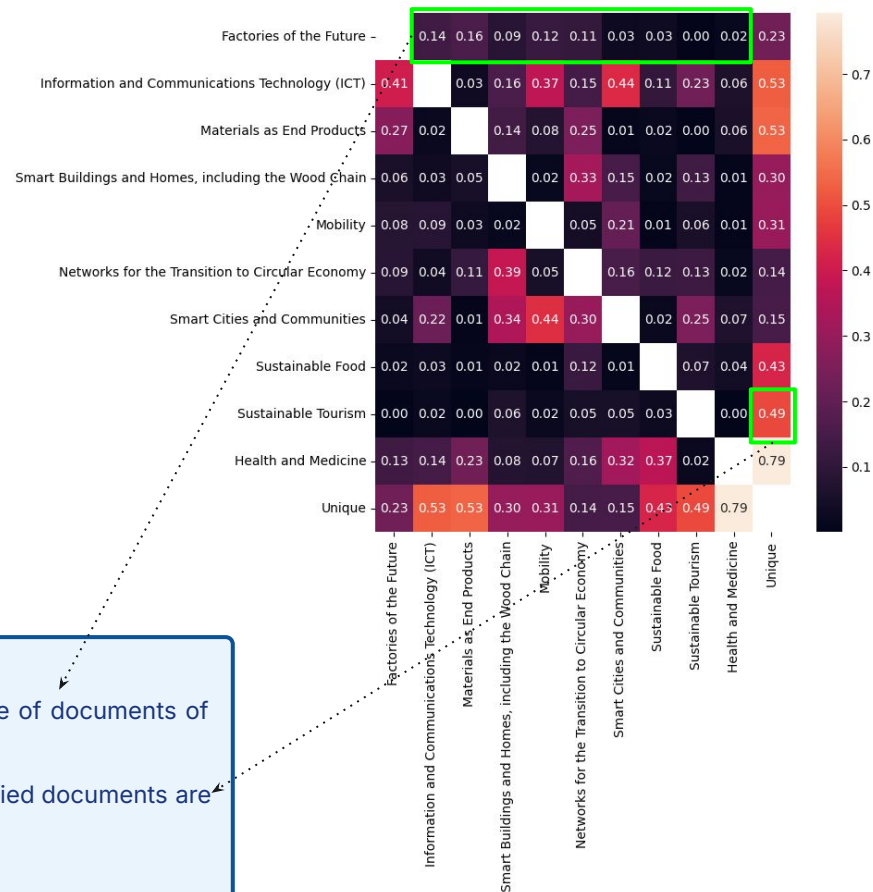 Factories of the Future 0.14 0.16 0.09 0.12 0.11 0.03 0.03 0.00 0.02 0.23
Information and Communications Technology (ICT) 0.41 0.03 0.16 0.37 0.15 0.44 0.11 0.23 0.06 0.53
Materials as End Products 0.27 0.02 0.14 0.08 0.25 0.01 0.02 0.00 0.06 0.53
Smart Buildings and Homes, including the Wood Chain 0.06 0.03 0.05 0.02 0.33 0.15 0.02 0.13 0.01 0.30
Mobility 0.08 0.09 0.03 0.02 0.05 0.21 0.01 0.06 0.01 0.31
Networks for the Transition to Circular Economy 0.09 0.04 0.11 0.39 0.05 0.16 0.12 0.13 0.02 0.14
Smart Cities and Communities 0.04 0.22 0.01 0.34 0.44 0.30 0.02 0.25 0.07 0.15
Sustainable Food 0.02 0.03 0.01 0.02 0.01 0.12 0.01 0.07 0.04 0.43
Sustainable Tourism 0.00 0.02 0.00 0.06 0.02 0.05 0.05 0.03 0.00 0.49
Health and Medicine 0.13 0.14 0.23 0.08 0.07 0.16 0.32 0.37 0.02 0.79
Unique 0.23 0.53 0.53 0.30 0.31 0.14 0.15 0.43 0.49 0.79
0.7
0.6
0.5
0.4
0.3
0.2
0.1
Factories of the Future
Information and Communications Technology (ICT)
Materials as End Products
Smart Buildings and Homes, including the Wood Chain
Mobility
Networks for the Transition to Circular Economy
Smart Cities and Communities
Sustainable Food
Sustainable Tourism
Health and Medicine
Unique
of documents of
documents are